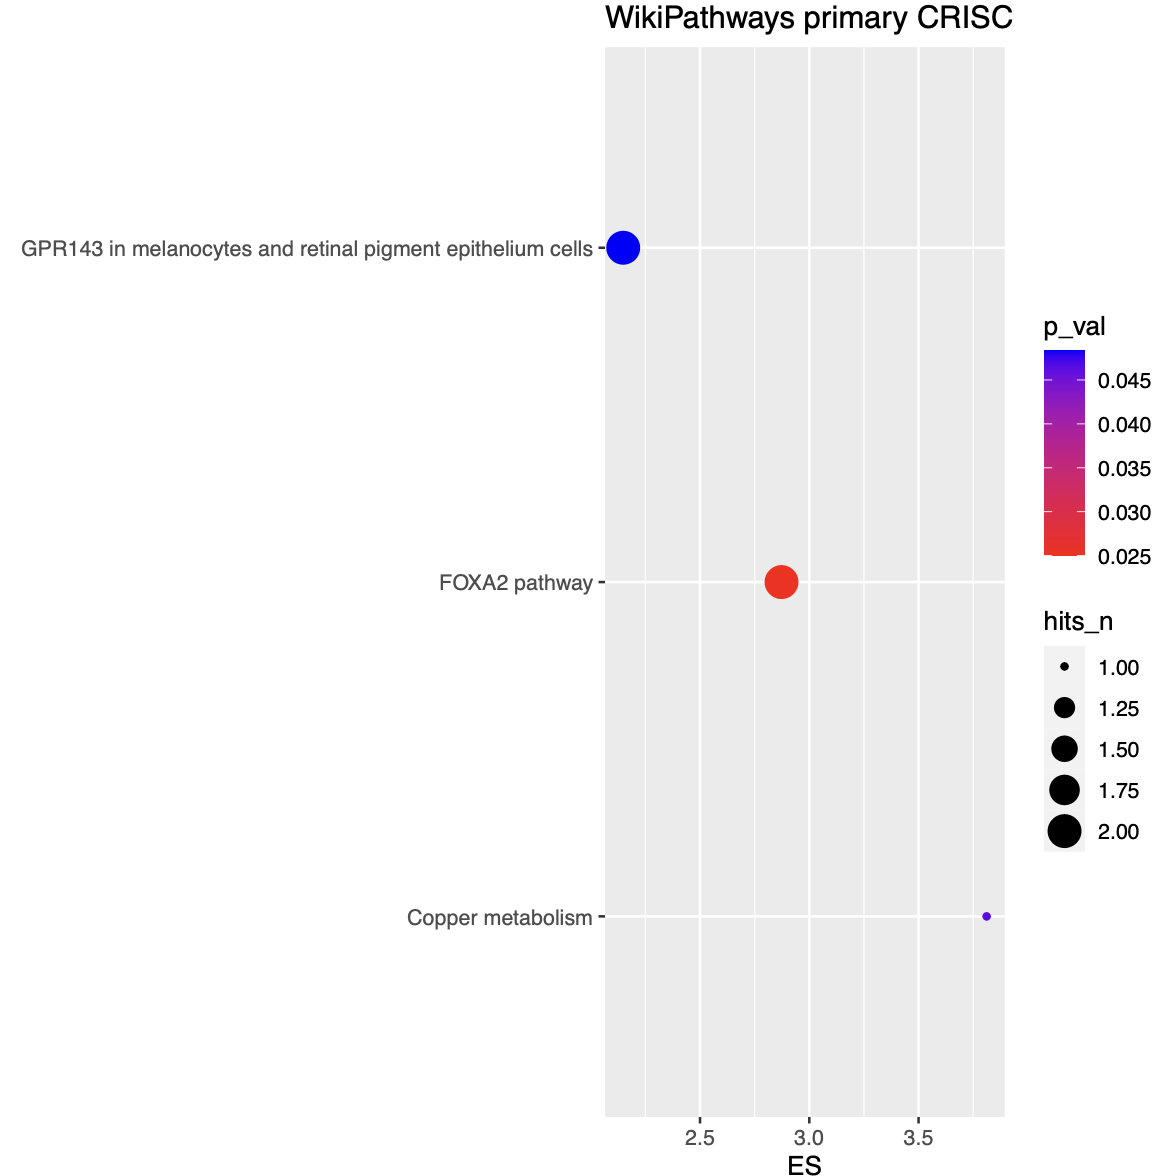 WikiPathways primary CRISC
GPR143 in melanocytes and retinal pigment epithelium cells
FOXA2 pathway
Copper metabolism
2.5 3.0 3.5
ES
p_val
0.045
0.040
0.035
0.030
0.025
hits_n
1.00
1.25
1.50
1.75
2.00